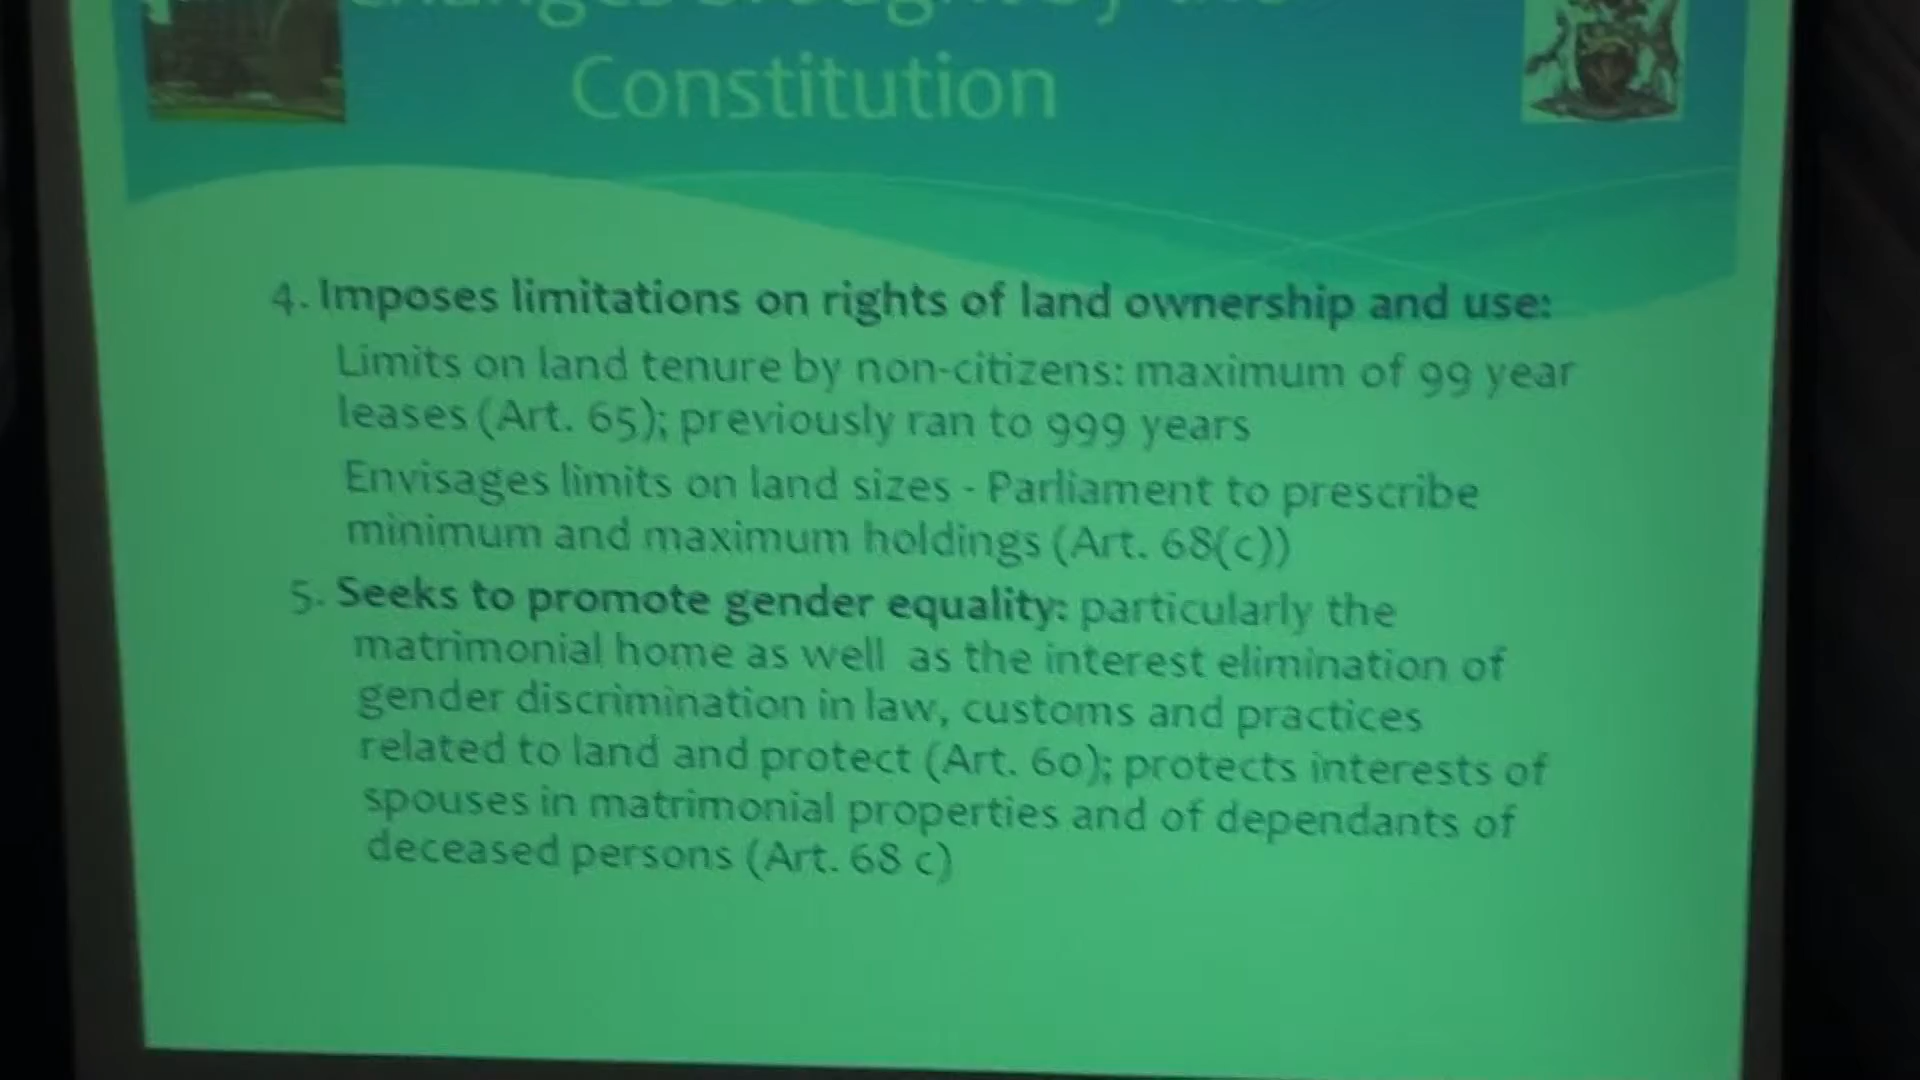 Changes brought by the
Constitution
4. Imposes limitations on rights of land ownership and use:
Limits on land tenure by non-citizens: maximum of 99 year
leases (Art. 65); previously ran to 999 years
Envisages limits on land sizes - Parliament to prescribe
minimum and maximum holdings (Art. 68(c))
5. Seeks to promote gender equality: particularly the
matrimonial home as well as the interest elimination of
gender discrimination in law, customs and practices
related to land and protect (Art. 60); protects interests of
spouses in matrimonial properties and of dependants of
deceased persons (Art. 68 c)